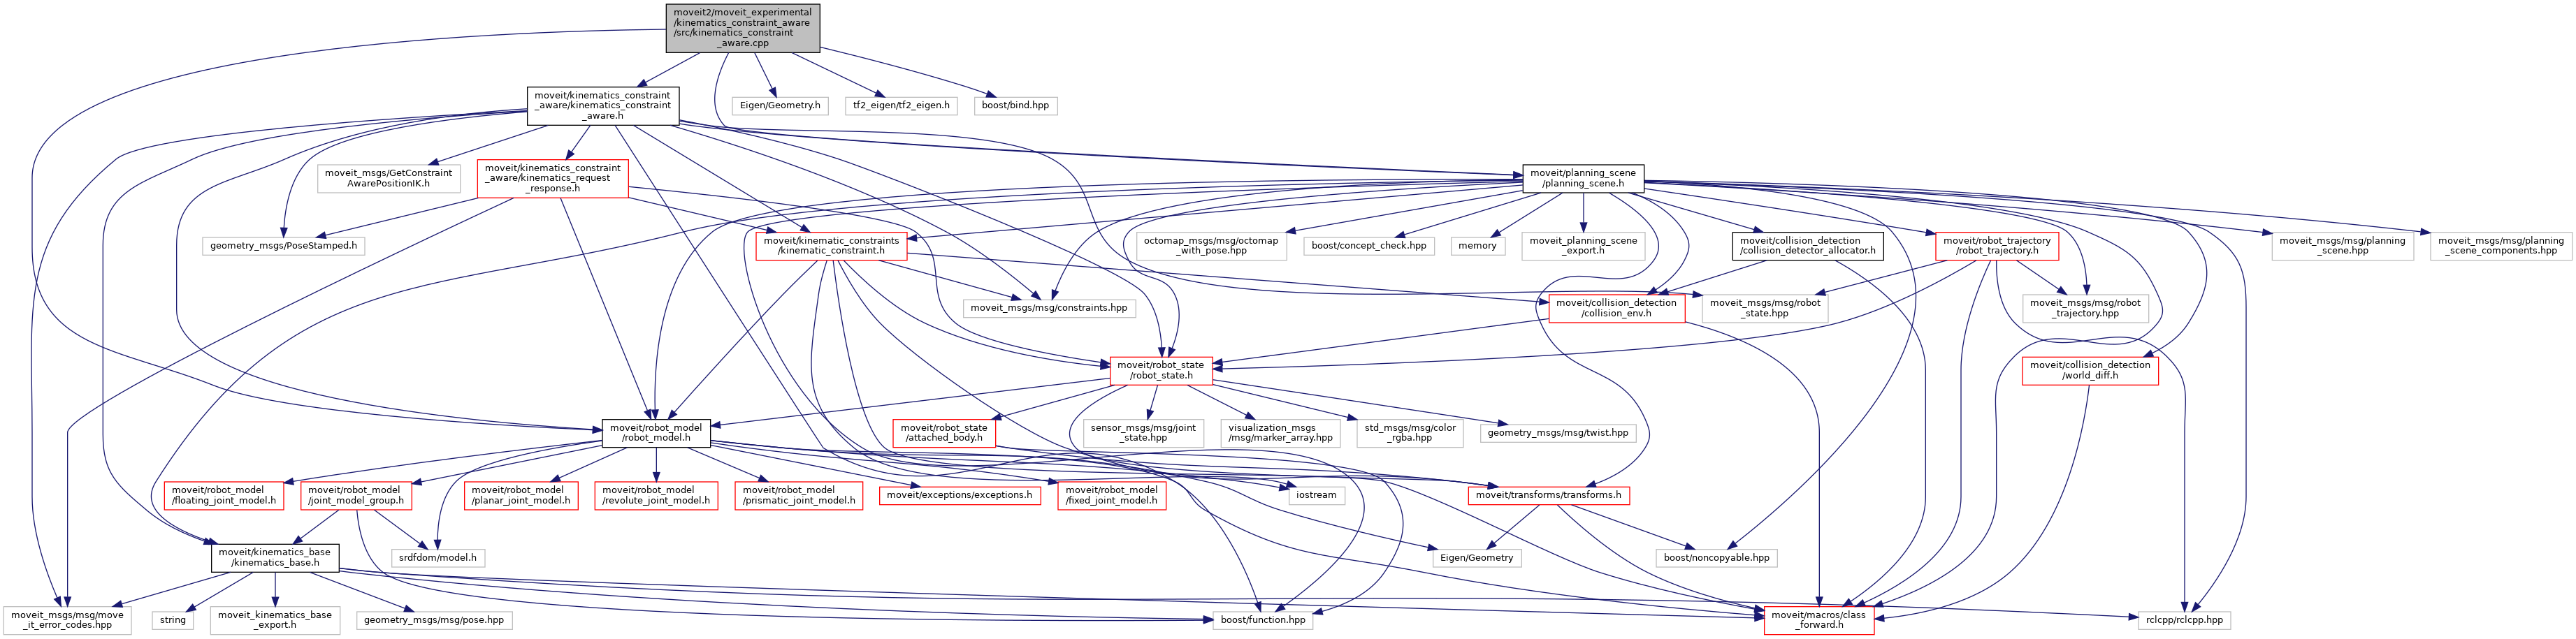 moveit2/moveit_experimental
/kinematics_constraint_aware
/src/kinematics_constraint
_aware.cpp
moveit/kinematics_constraint
_aware/kinematics_constraint
_aware.h
Eigen/Geometry.h
tf2_eigen/tf2_eigen.h
boost/bind.hpp
moveit_msgs/GetConstraint
AwarePositionIK.h
moveit/kinematics_constraint
_aware/kinematics_request
_response.h
moveit/planning_scene
/planning_scene.h
geometry_msgs/PoseStamped.h
moveit/kinematic_constraints
/kinematic_constraint.h
octomap_msgs/msg/octomap
_with_pose.hpp
boost/concept_check.hpp
memory
moveit_planning_scene
_export.h
moveit/collision_detection
/collision_detector_allocator.h
moveit/robot_trajectory
/robot_trajectory.h
moveit_msgs/msg/planning
_scene.hpp
moveit_msgs/msg/planning
_scene_components.hpp
moveit_msgs/msg/constraints.hpp
moveit/collision_detection
/collision_env.h
moveit_msgs/msg/robot
_state.hpp
moveit_msgs/msg/robot
_trajectory.hpp
moveit/robot_state
/robot_state.h
moveit/collision_detection
/world_diff.h
moveit/robot_model
/robot_model.h
moveit/robot_state
/attached_body.h
sensor_msgs/msg/joint
_state.hpp
visualization_msgs
/msg/marker_array.hpp
std_msgs/msg/color
_rgba.hpp
geometry_msgs/msg/twist.hpp
moveit/robot_model
/floating_joint_model.h
moveit/robot_model
/joint_model_group.h
moveit/robot_model
/planar_joint_model.h
moveit/robot_model
/revolute_joint_model.h
moveit/robot_model
/prismatic_joint_model.h
moveit/exceptions/exceptions.h
moveit/robot_model
/fixed_joint_model.h
iostream
moveit/transforms/transforms.h
moveit/kinematics_base
/kinematics_base.h
srdfdom/model.h
Eigen/Geometry
boost/noncopyable.hpp
moveit_msgs/msg/move
_it_error_codes.hpp
string
moveit_kinematics_base
_export.h
geometry_msgs/msg/pose.hpp
boost/function.hpp
moveit/macros/class
_forward.h
rclcpp/rclcpp.hpp